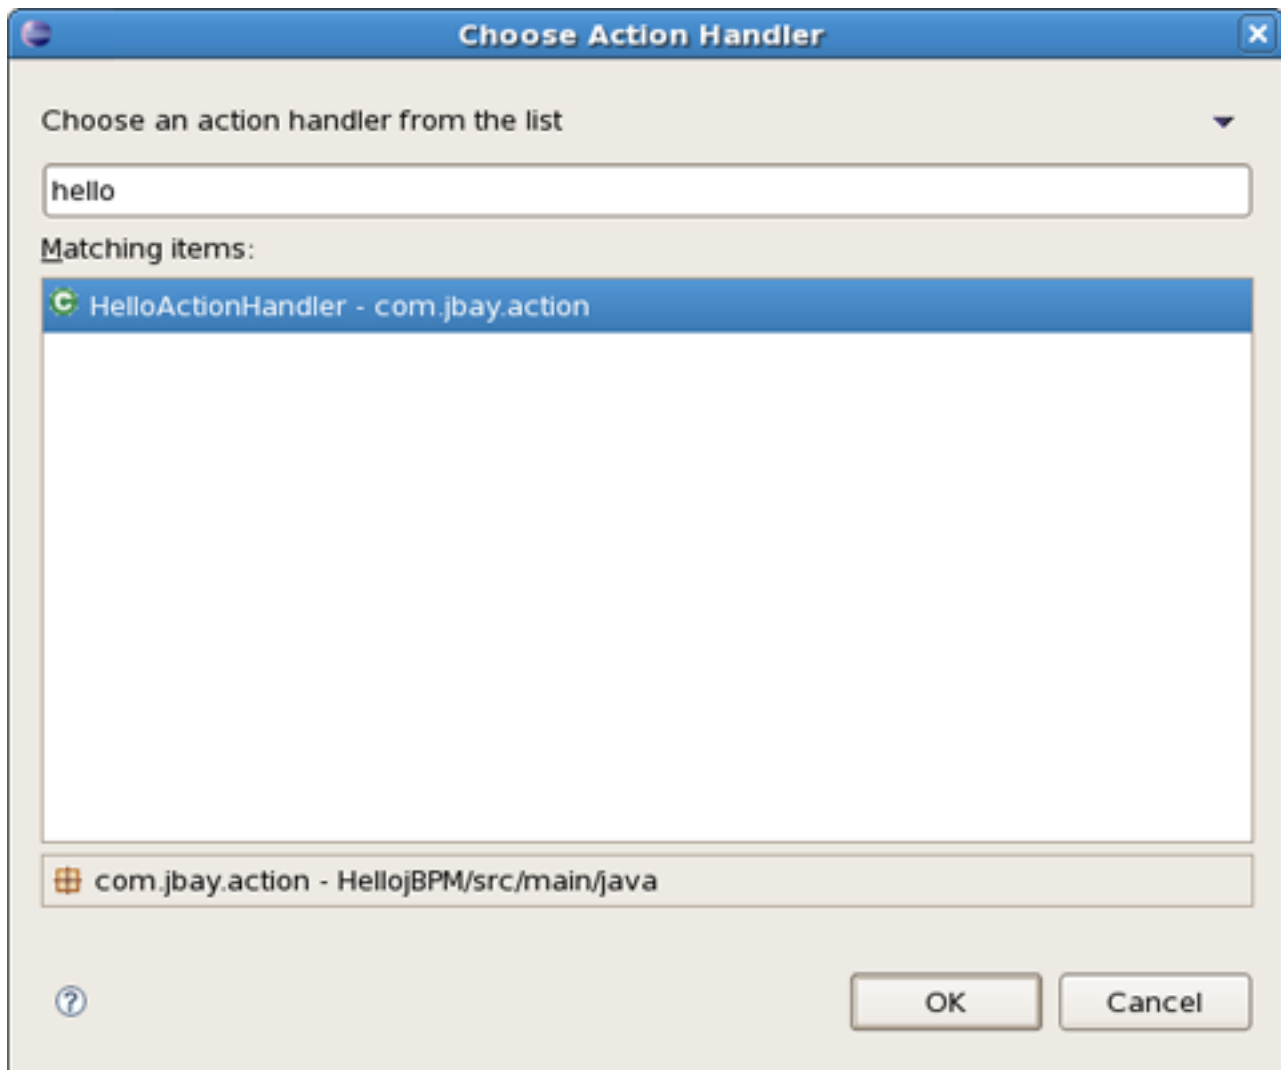 Choose Action Handler
Choose an action handler from the list
hello
Matching items:
C HelloActionHandler - com.jbay.action
com.jbay.action - HellojBPM/src/main/java
?
OK
Cancel